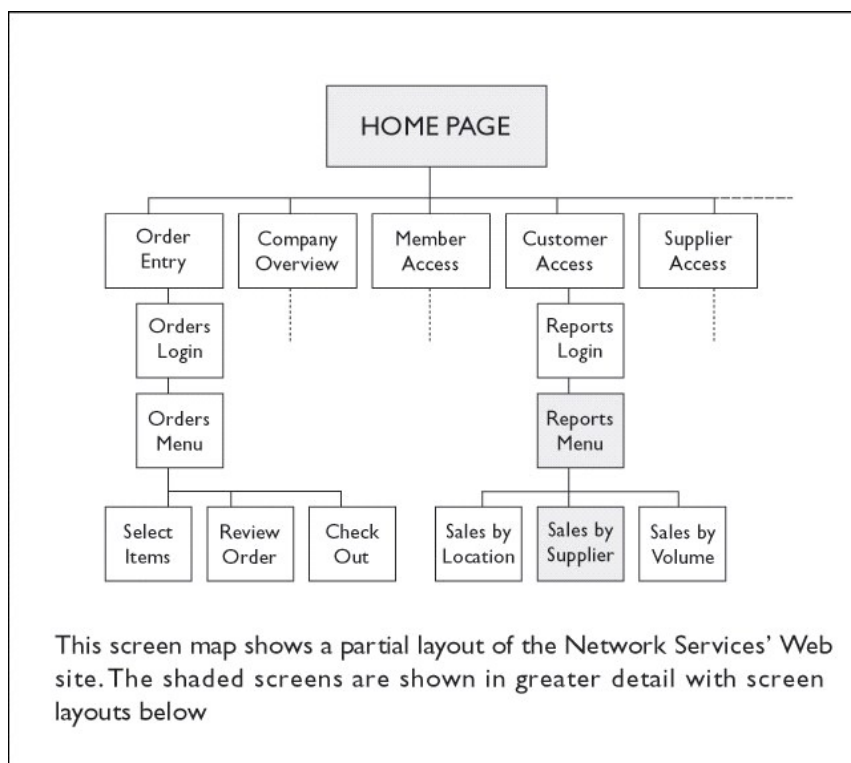 HOME PAGE
Order
Entry
Company
Overview
Member
Access
Customer
Access
Supplier
Access
Orders
Login
Reports
Login
Orders
Menu
Reports
Menu
Select
Items
Review
Order
Check
Out
Sales by
Location
Sales by
Supplier
Sales by
Volume
This screen map shows a partial layout of the Network Services’ Web
site. The shaded screens are shown in greater detail with screen
layouts below